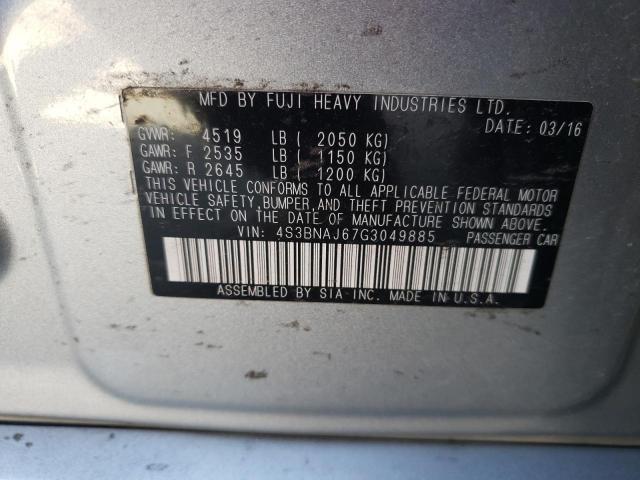 MFD BY FUJI HEAVY INDUSTRIES LTD.
DATE: 03/16
GVWR: 4519 LB ( 2050 KG)
GAWR: F 2535 LB ( 1150 KG)
GAWR: R 2645 LB ( 1200 KG)
THIS VEHICLE CONFORMS TO ALL APPLICABLE FEDERAL MOTOR
VEHICLE SAFETY, BUMPER, AND THEFT PREVENTION STANDARDS
IN EFFECT ON THE DATE OF MANUFACTURE SHOWN ABOVE.
VIN: 4S3BNAJ67G3049885 PASSENGER CAR
ASSEMBLED BY SIA INC. MADE IN U.S.A.